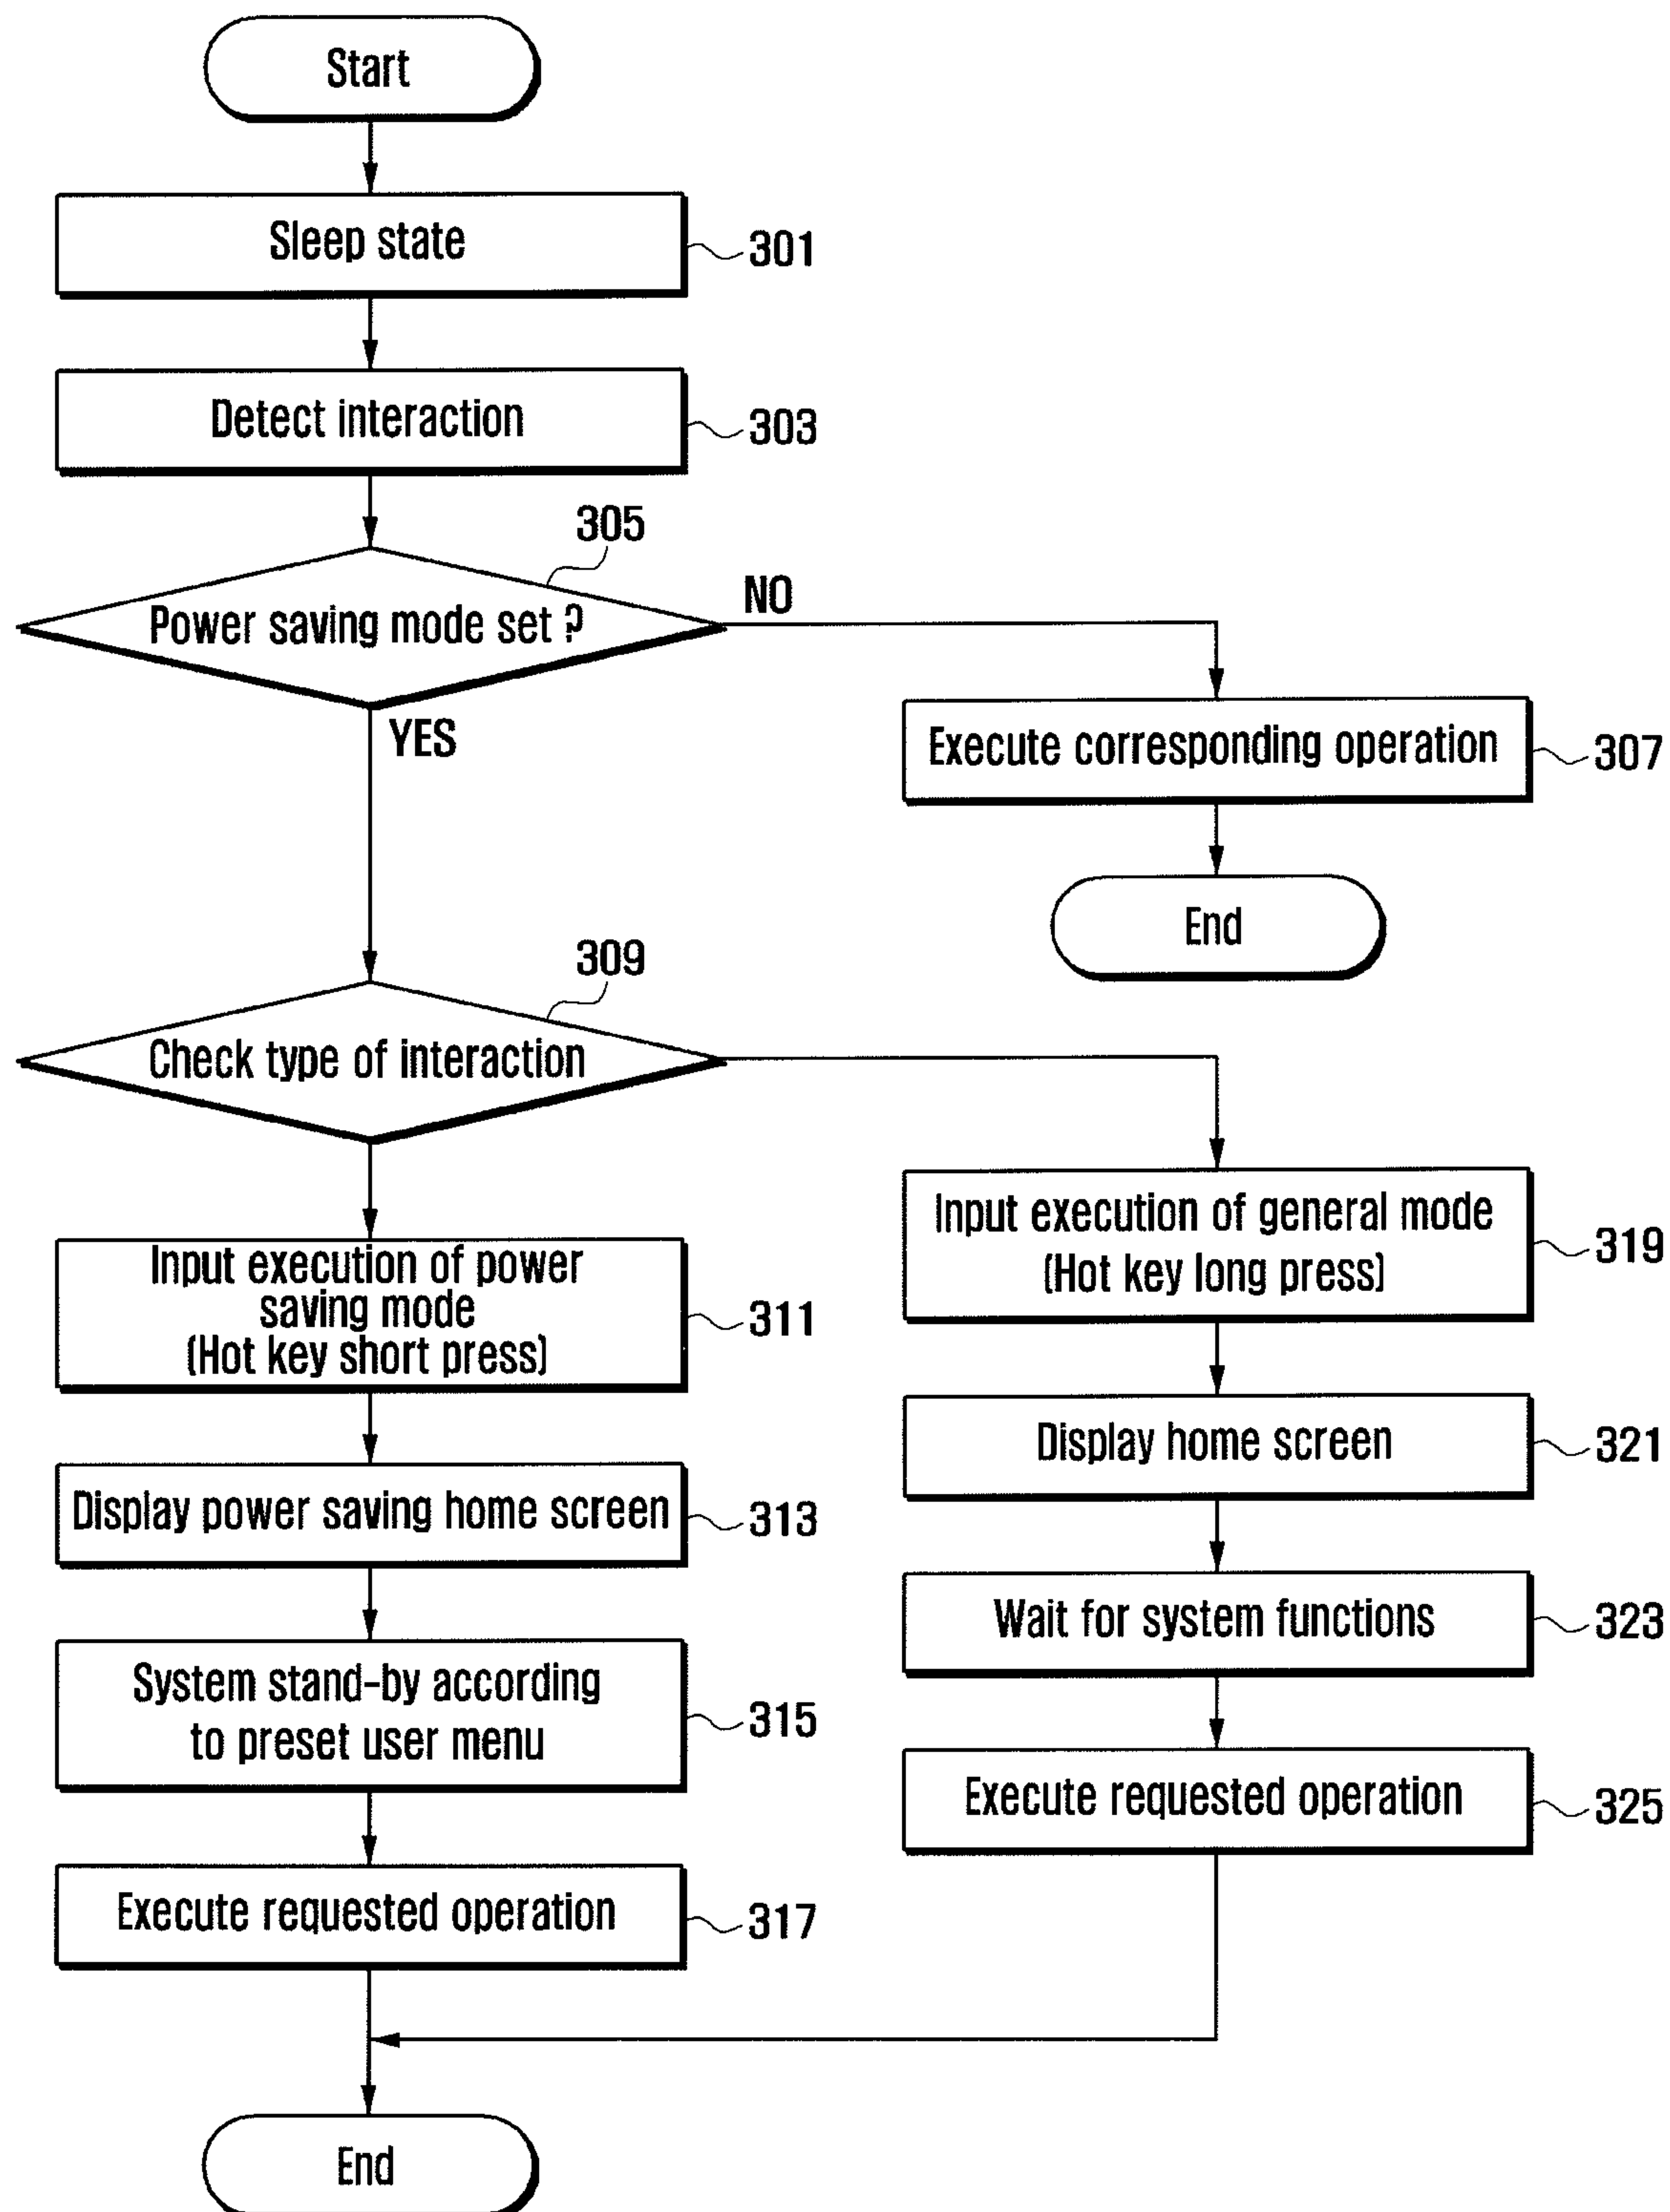 Start
Sleep state
301
Detect interaction
303
305
Power saving mode set ?
NO
YES
Execute corresponding operation
307
End
309
Check type of interaction
Input execution of power
saving mode
(Hot key short press)
311
Display power saving home screen
313
System stand-by according
to preset user menu
315
Execute requested operation
317
Input execution of general mode
(Hot key long press)
319
Display home screen
321
Wait for system functions
323
Execute requested operation
325
End